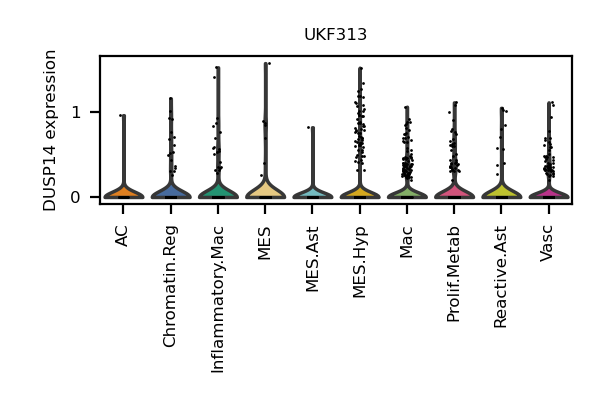 UKF313
DUSP14 expression
1
0
AC
Chromatin.Reg
Inflammatory.Mac
MES
MES.Ast
MES.Hyp
Mac
Prolif.Metab
Reactive.Ast
Vasc